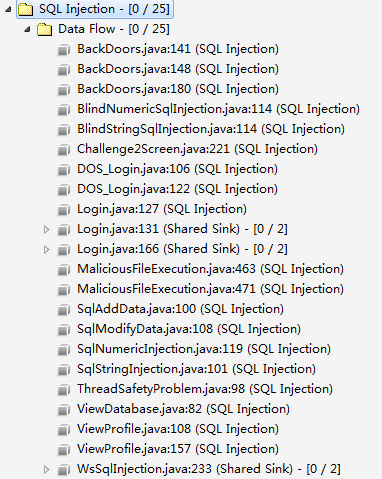 SQL Injection - [0 / 25]
Data Flow - [0 / 25]
BackDoors.java:141 (SQL Injection)
BackDoors.java:148 (SQL Injection)
BackDoors.java:180 (SQL Injection)
BlindNumericSqlInjection.java:114 (SQL Injection)
BlindStringSqlInjection.java:114 (SQL Injection)
Challenge2Screen.java:221 (SQL Injection)
DOS_Login.java:106 (SQL Injection)
DOS_Login.java:122 (SQL Injection)
Login.java:127 (SQL Injection)
Login.java:131 (Shared Sink) - [0 / 2]
Login.java:166 (Shared Sink) - [0 / 2]
MaliciousFileExecution.java:463 (SQL Injection)
MaliciousFileExecution.java:471 (SQL Injection)
SqlAddData.java:100 (SQL Injection)
SqlModifyData.java:108 (SQL Injection)
SqlNumericInjection.java:119 (SQL Injection)
SqlStringInjection.java:101 (SQL Injection)
ThreadSafetyProblem.java:98 (SQL Injection)
ViewDatabase.java:82 (SQL Injection)
ViewProfile.java:108 (SQL Injection)
ViewProfile.java:157 (SQL Injection)
WsSqlInjection.java:233 (Shared Sink) - [0 / 2]